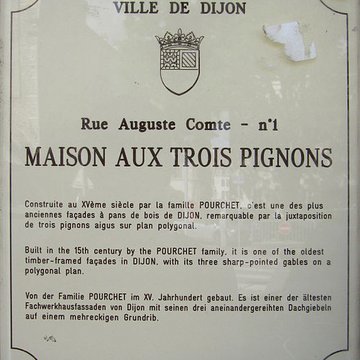 VILLE DE DIJON
Rue Auguste Comte - n°1
MAISON AUX TROIS PIGNONS
Construite au XVème siècle par la famille POURCHET, c'est une des plus
anciennes façades à pans de bois de DIJON, remarquable par la juxtaposition
de trois pignons aigus sur plan polygonal.
Built in the 15th century by the POURCHET family, it is one of the oldest
timber-framed façades in DIJON, with its three sharp-pointed gables on a
polygonal plan.
Von der Familie POURCHET im XV. Jahrhundert gebaut. Es ist einer der ältesten
Fachwerkhausfassaden von Dijon mit seinen drei aneinandergereihten Dachgiebeln
auf einem mehreckigen Grundrib.